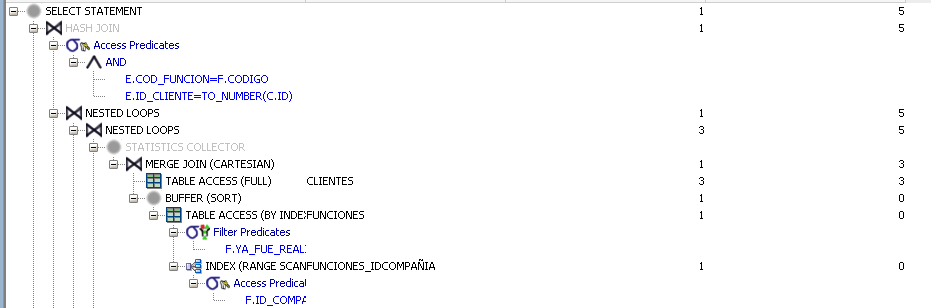 SELECT STATEMENT 1 5
HASH JOIN 1 5
Access Predicates
AND
E.COD_FUNCION=F.CODIGO
E.ID_CLIENTE=TO_NUMBER(C.ID)
NESTED LOOPS 1 5
NESTED LOOPS 3 5
STATISTICS COLLECTOR
MERGE JOIN (CARTESIAN) 1 3
TABLE ACCESS (FULL) CLIENTES 3 3
BUFFER (SORT) 1 0
TABLE ACCESS (BY INDE FUNCIONES 1 0
Filter Predicates
F.YA_FUE_REAL
INDEX (RANGE SCAN FUNCIONES_IDCOMPAÑIA 1 0
Access Predicat
F.ID_COMPA